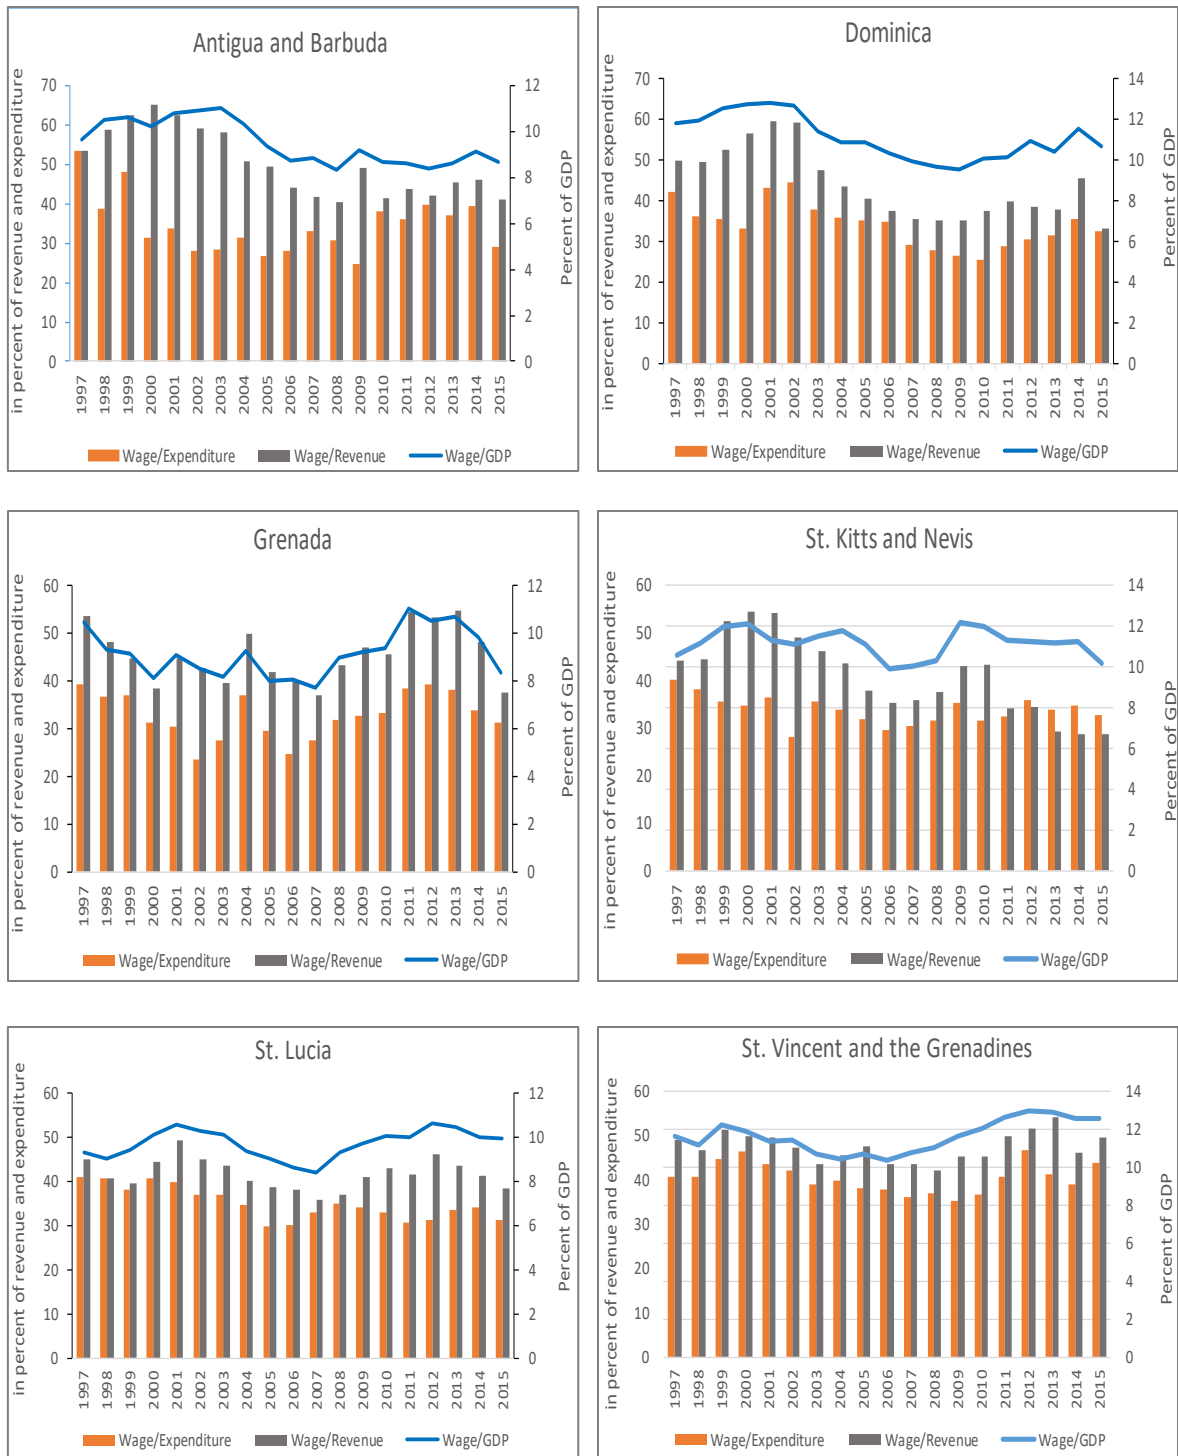 Antigua and Barbuda
in percent of revenue and expenditure
70
60
50
40
30
20
10
0
12
10
8
6
4
2
0
Percent of GDP
1997 1998 1999 2000 2001 2002 2003 2004 2005 2006 2007 2008 2009 2010 2011 2012 2013 2014 2015
Wage/Expenditure Wage/Revenue Wage/GDP
Dominica
in percent of revenue and expenditure
70
60
50
40
30
20
10
0
14
12
10
8
6
4
2
0
Percent of GDP
1997 1998 1999 2000 2001 2002 2003 2004 2005 2006 2007 2008 2009 2010 2011 2012 2013 2014 2015
Wage/Expenditure Wage/Revenue Wage/GDP
Grenada
in percent of revenue and expenditure
60
50
40
30
20
10
0
12
10
8
6
4
2
0
Percent of GDP
1997 1998 1999 2000 2001 2002 2003 2004 2005 2006 2007 2008 2009 2010 2011 2012 2013 2014 2015
Wage/Expenditure Wage/Revenue Wage/GDP
St. Kitts and Nevis
in percent of revenue and expenditure
60
50
40
30
20
10
0
14
12
10
8
6
4
2
0
Percent of GDP
1997 1998 1999 2000 2001 2002 2003 2004 2005 2006 2007 2008 2009 2010 2011 2012 2013 2014 2015
Wage/Expenditure Wage/Revenue Wage/GDP
St. Lucia
in percent of revenue and expenditure
60
50
40
30
20
10
0
12
10
8
6
4
2
0
Percent of GDP
1997 1998 1999 2000 2001 2002 2003 2004 2005 2006 2007 2008 2009 2010 2011 2012 2013 2014 2015
Wage/Expenditure Wage/Revenue Wage/GDP
St. Vincent and the Grenadines
in percent of revenue and expenditure
60
50
40
30
20
10
0
14
12
10
8
6
4
2
0
Percent of GDP
1997 1998 1999 2000 2001 2002 2003 2004 2005 2006 2007 2008 2009 2010 2011 2012 2013 2014 2015
Wage/Expenditure Wage/Revenue Wage/GDP